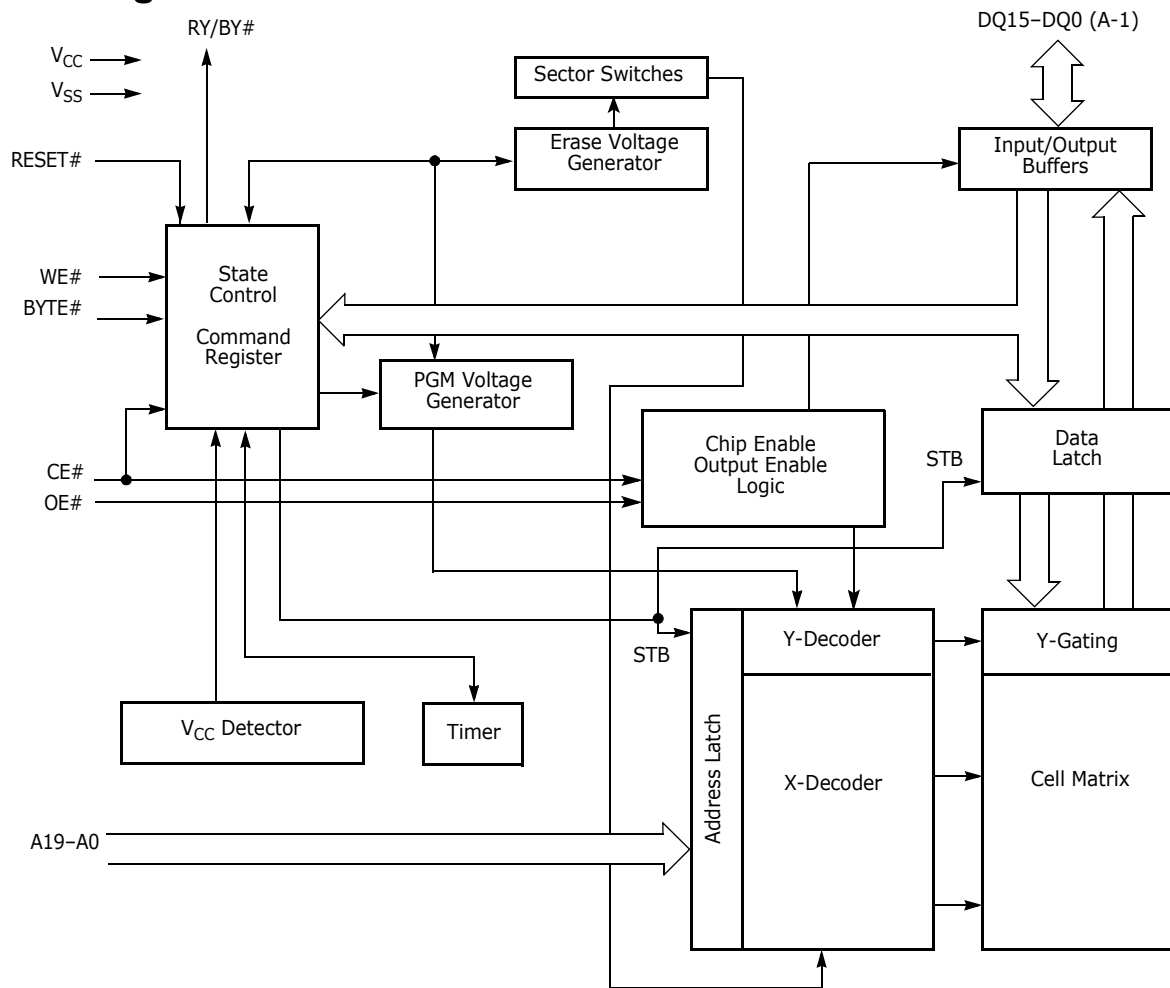 RY/BY#
DQ15–DQ0 (A-1)
VCC
VSS
Sector Switches
Erase Voltage
Generator
Input/Output
Buffers
RESET#
WE#
BYTE#
State
Control
Command
Register
PGM Voltage
Generator
Chip Enable
Output Enable
Logic
STB
Data
Latch
CE#
OE#
STB
Y-Decoder
Y-Gating
VCC Detector
Timer
Address Latch
X-Decoder
Cell Matrix
A19–A0